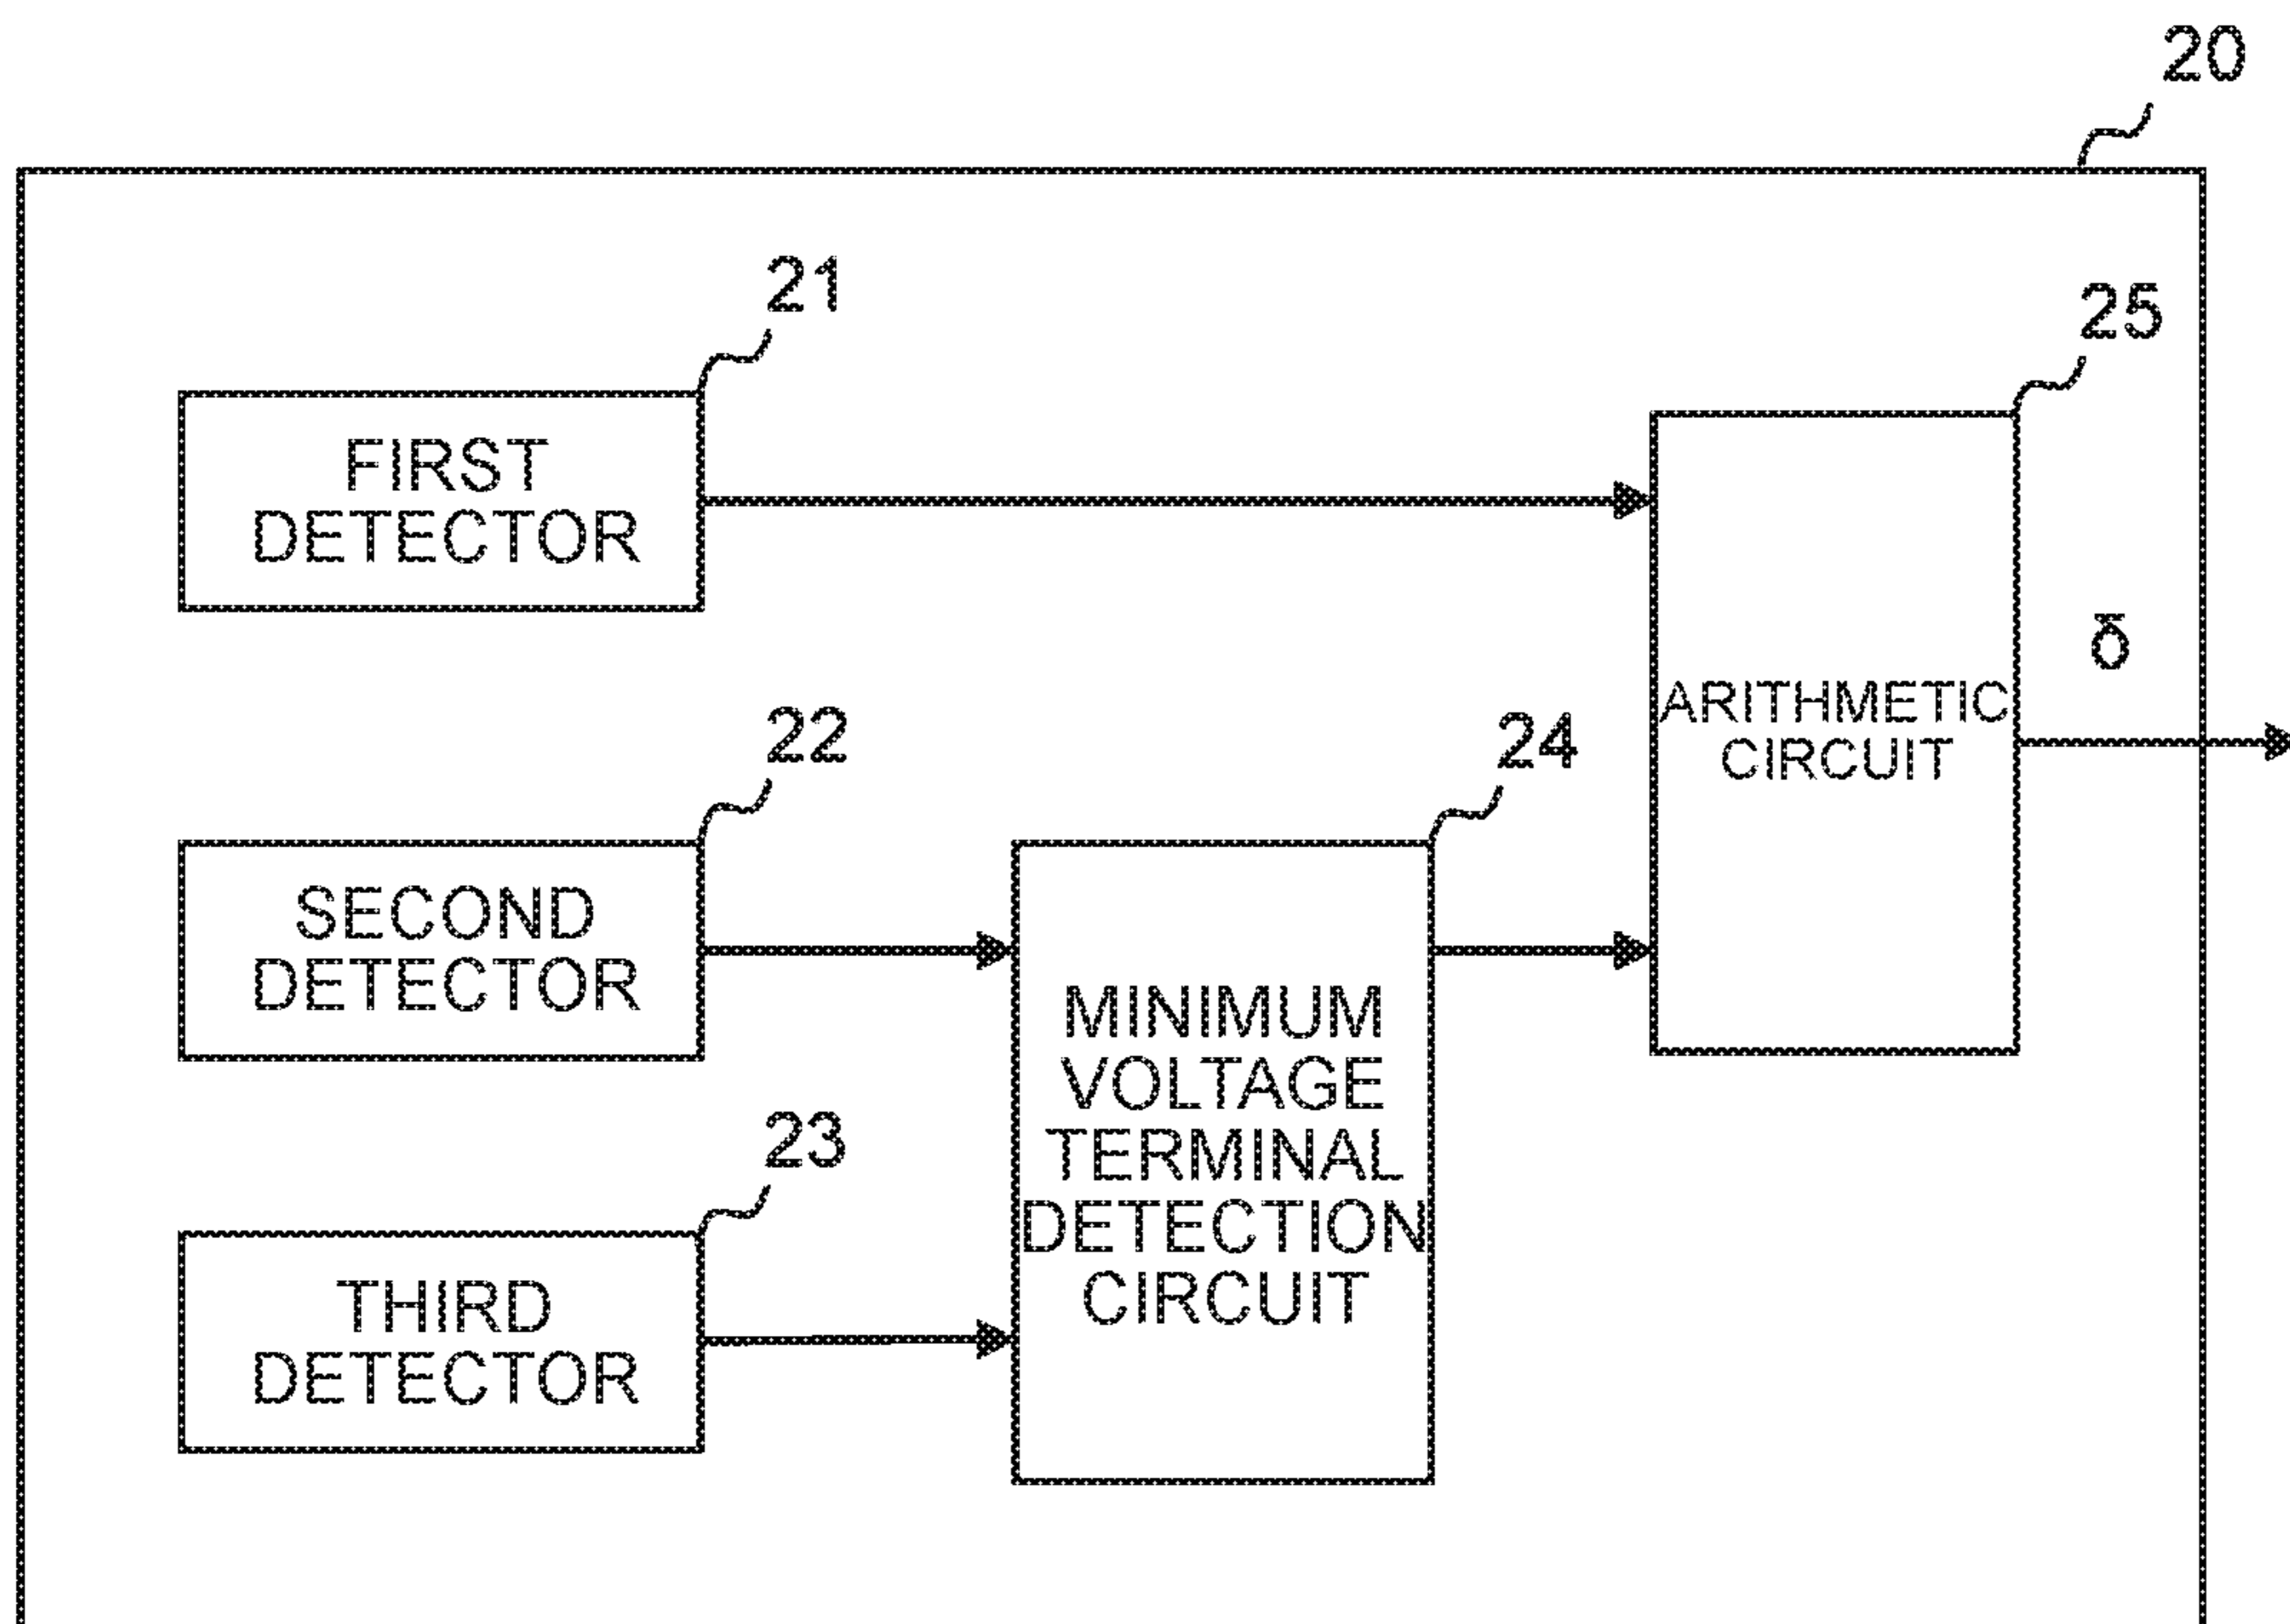 20
21
25
FIRST
DETECTOR
δ
ARITHMETIC
CIRCUIT
22
24
SECOND
DETECTOR
MINIMUM
VOLTAGE
TERMINAL
DETECTION
CIRCUIT
23
THIRD
DETECTOR